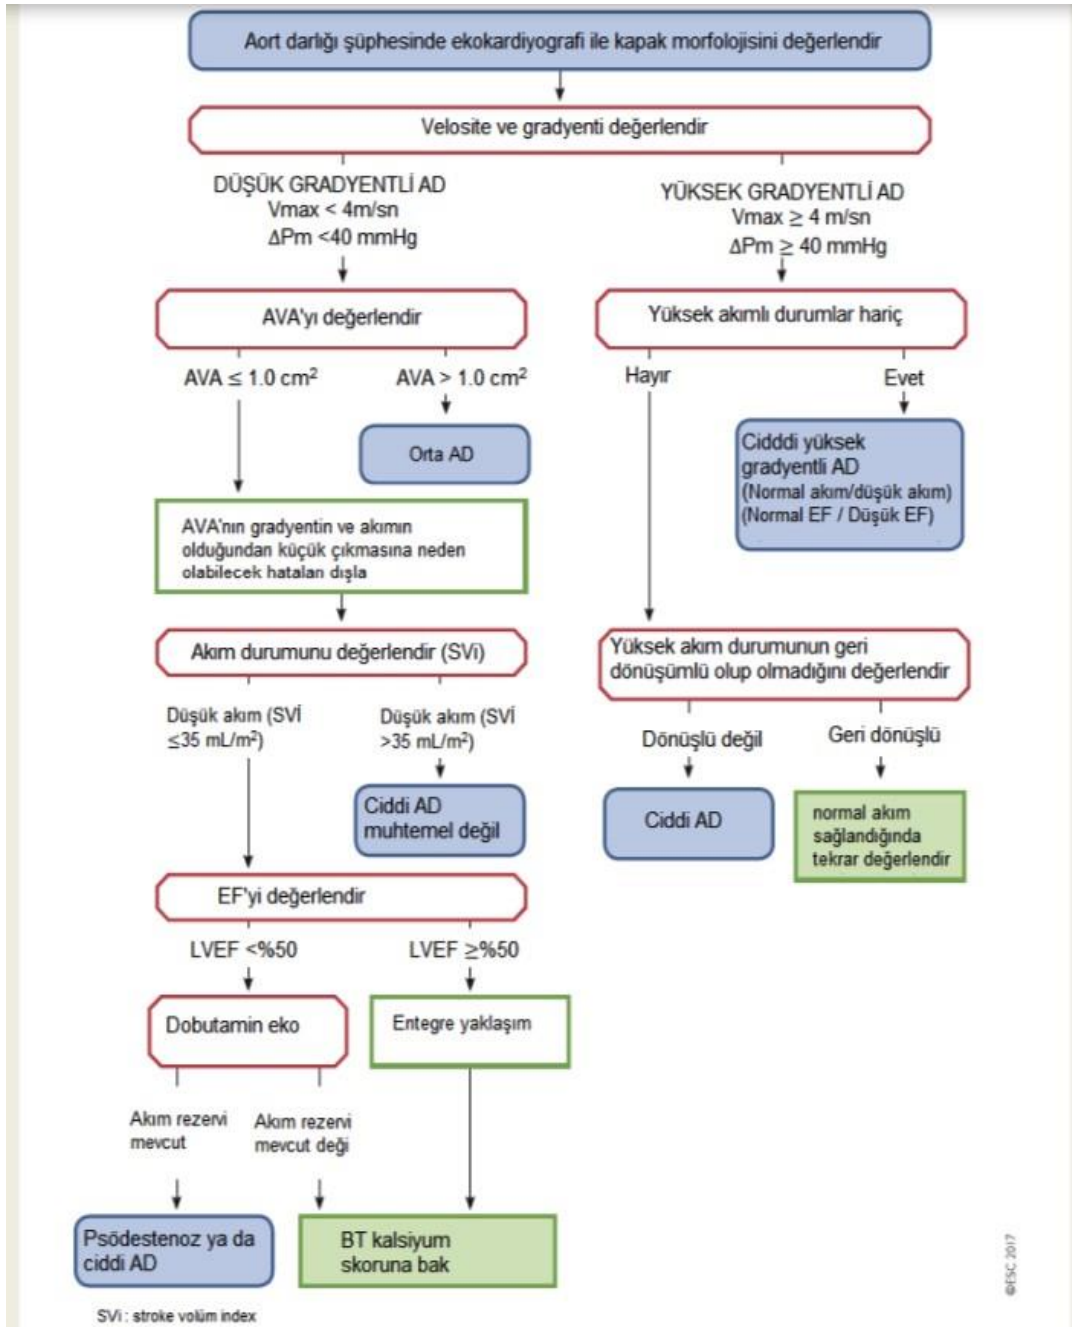 Aort darlığı şüphesinde ekokardiyografi ile kapak morfolojisini değerlendir
Velosite ve gradyenti değerlendir
DÜŞÜK GRADYENTLİ AD
Vmax < 4m/sn
ΔPm <40 mmHg
YÜKSEK GRADYENTLİ AD
Vmax ≥ 4 m/sn
ΔPm ≥ 40 mmHg
AVA'yı değerlendir
Yüksek akımlı durumlar hariç
AVA ≤ 1.0 cm²
AVA > 1.0 cm²
Hayır
Evet
Orta AD
Cidddi yüksek
gradyentli AD
(Normal akım/düşük akım)
(Normal EF / Düşük EF)
AVA'nın gradyentin ve akımın
olduğundan küçük çıkmasına neden
olabilecek hataları dışla
Akım durumunu değerlendir (SVi)
Yüksek akım durumunun geri
dönüşümlü olup olmadığını değerlendir
Düşük akım (SVİ
≤35 mL/m²)
Düşük akım (SVİ
>35 mL/m²)
Dönüşlü değil
Geri dönüşlü
Ciddi AD
muhtemel değil
Ciddi AD
normal akım
sağlandığında
tekrar değerlendir
EF'yi değerlendir
LVEF <%50
LVEF ≥%50
Dobutamin eko
Entegre yaklaşım
Akım rezervi
mevcut
Akım rezervi
mevcut deği
Psödestenoz ya da
ciddi AD
BT kalsiyum
skoruna bak
SVi : stroke volüm index
©ESC 2017